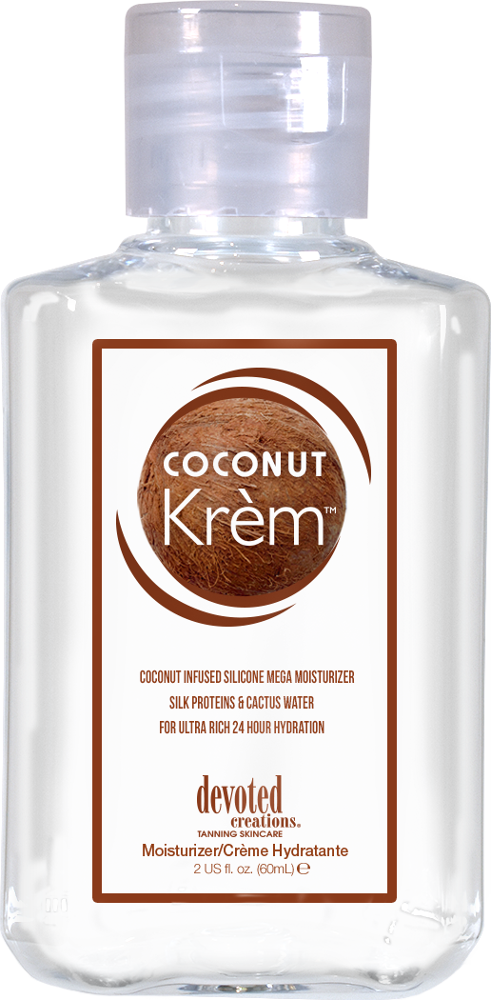 COCONUT
Krèm™
COCONUT INFUSED SILICONE MEGA MOISTURIZER
SILK PROTEINS & CACTUS WATER
FOR ULTRA RICH 24 HOUR HYDRATION
devoted
creations®
TANNING SKINCARE
Moisturizer/Crème Hydratante
2 US fl. oz. (60mL) ℮